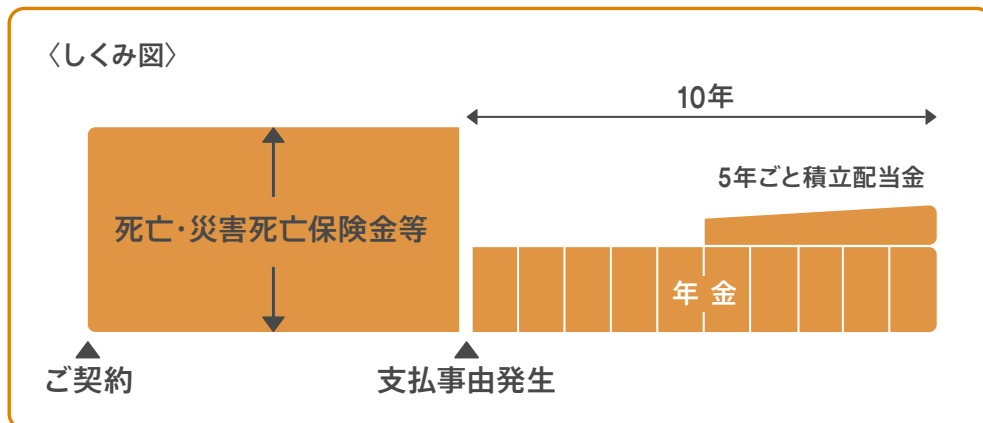 〈しくみ図〉
10年
5年ごと積立配当金
死亡・災害死亡保険金等
年金
ご契約
支払事由発生